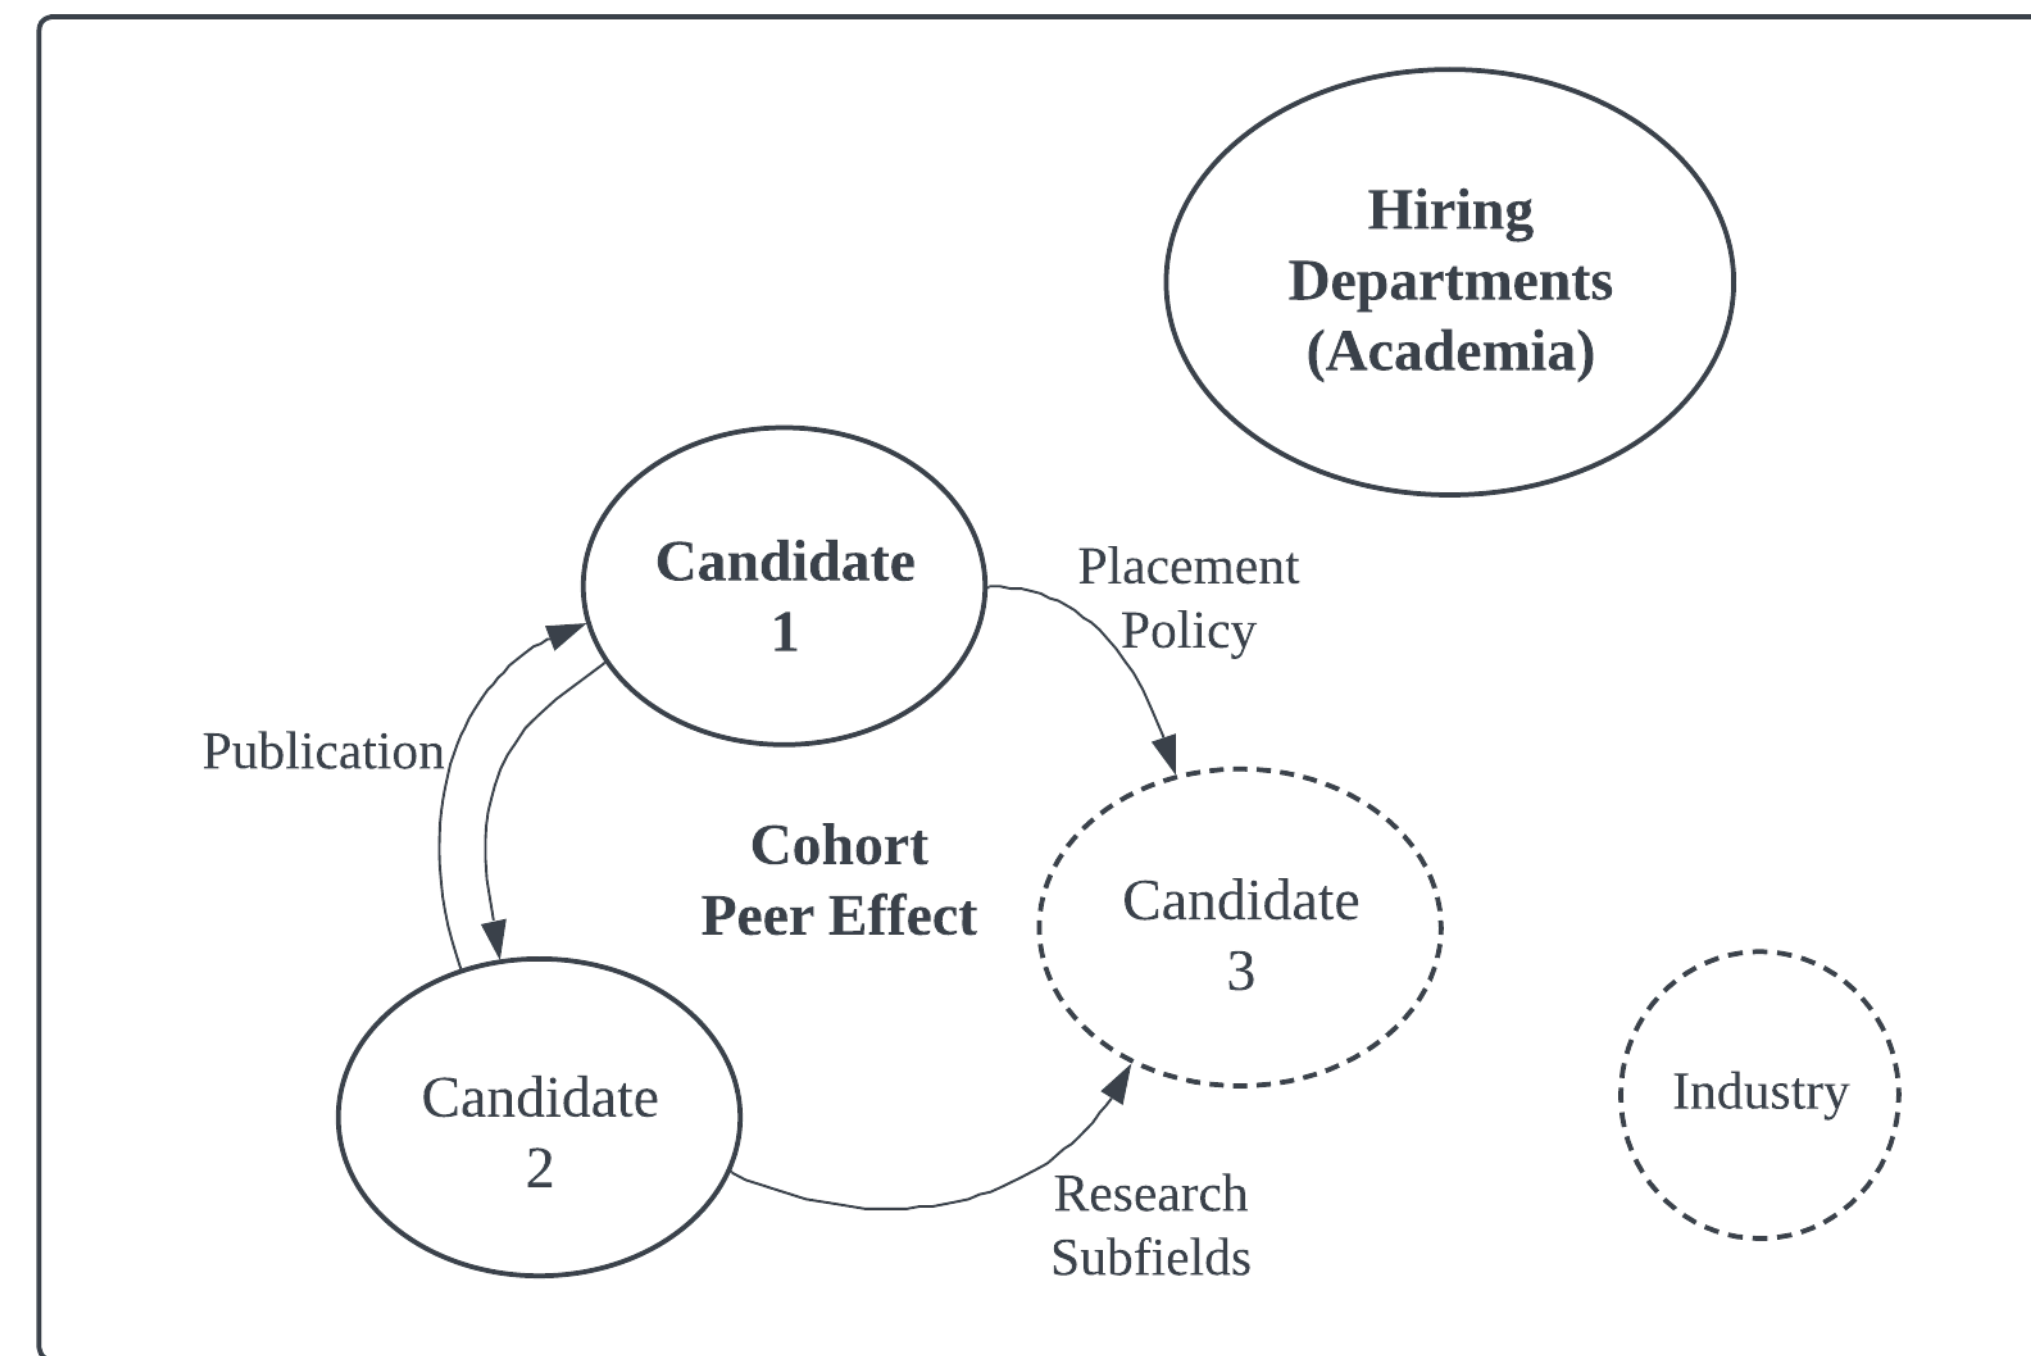 Hiring
Departments
(Academia)
Candidate
1
Placement
Policy
Publication
Cohort
Peer Effect
Candidate
3
Candidate
2
Industry
Research
Subfields